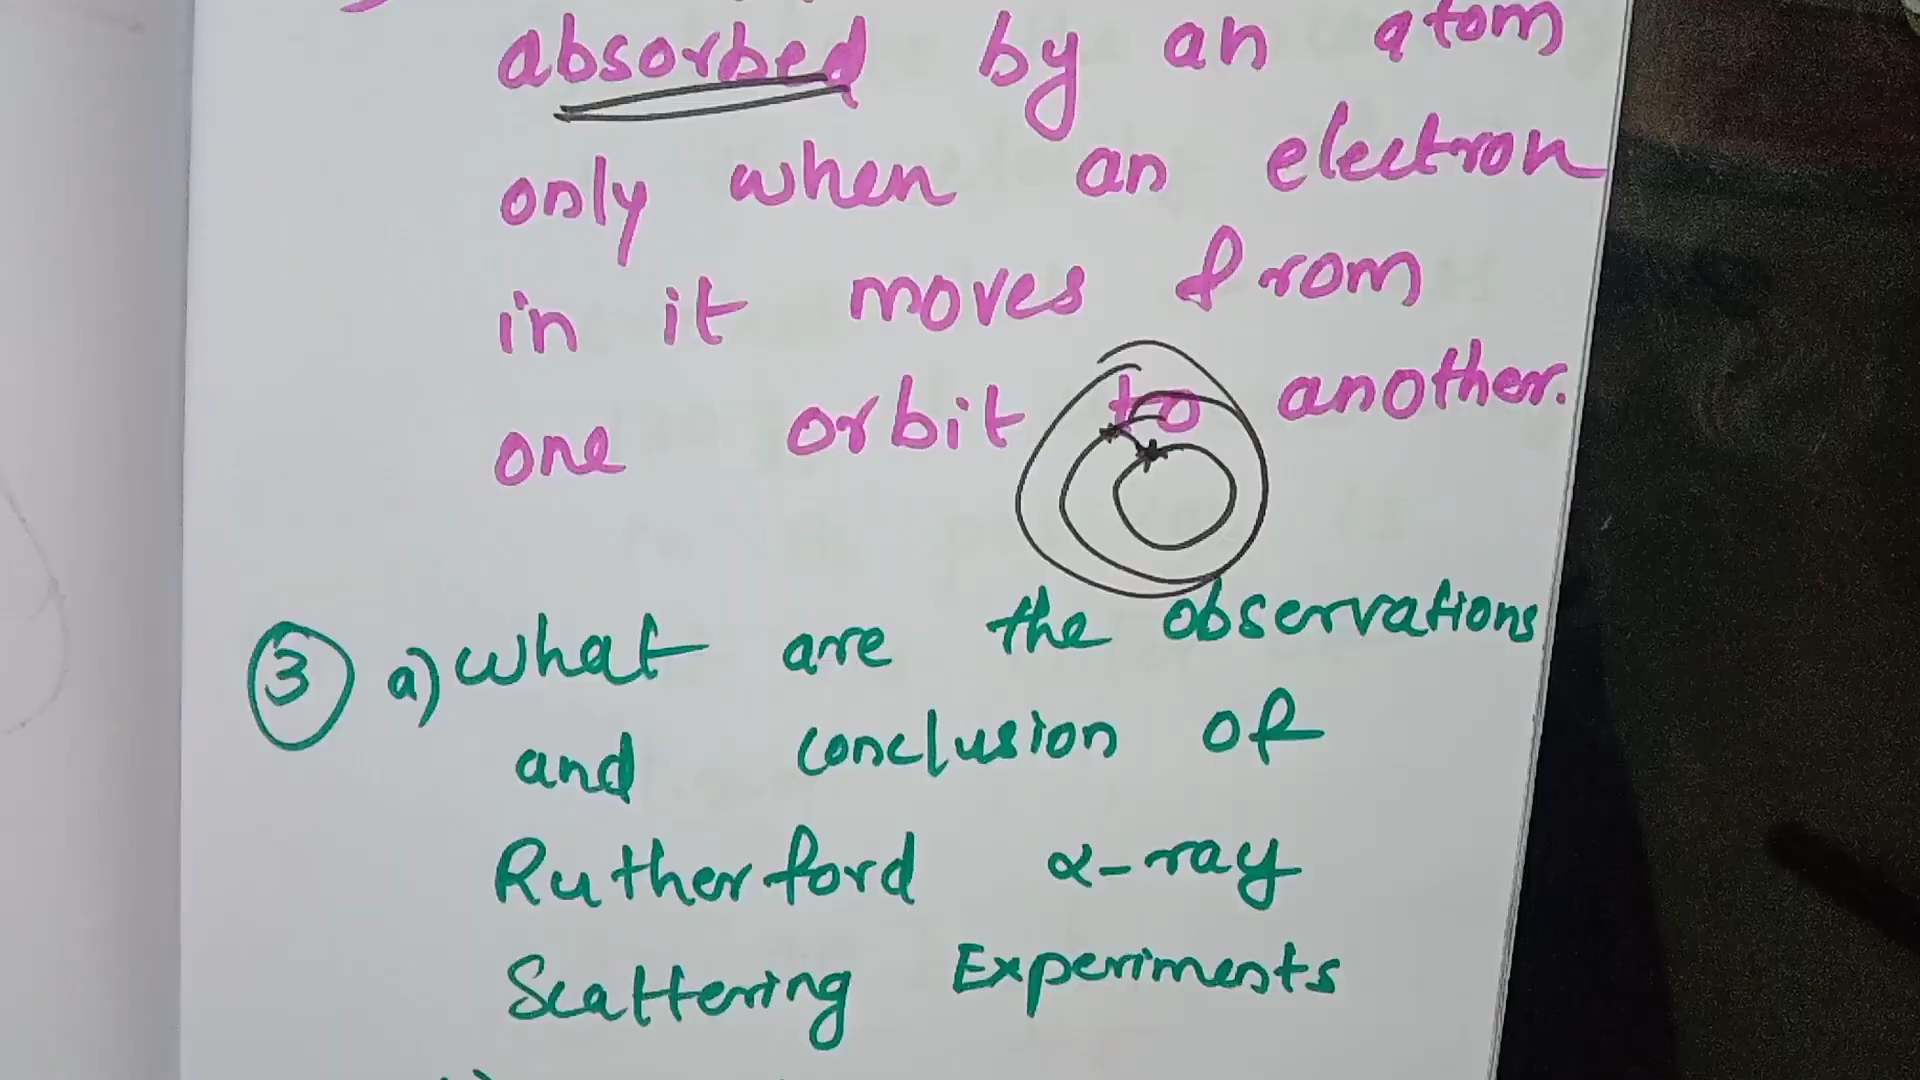 absorbed by an atom
only when an electron
in it moves from
one orbit to another.
3 a) What are the observations
and conclusion of
Rutherford α-ray
Scattering Experiments